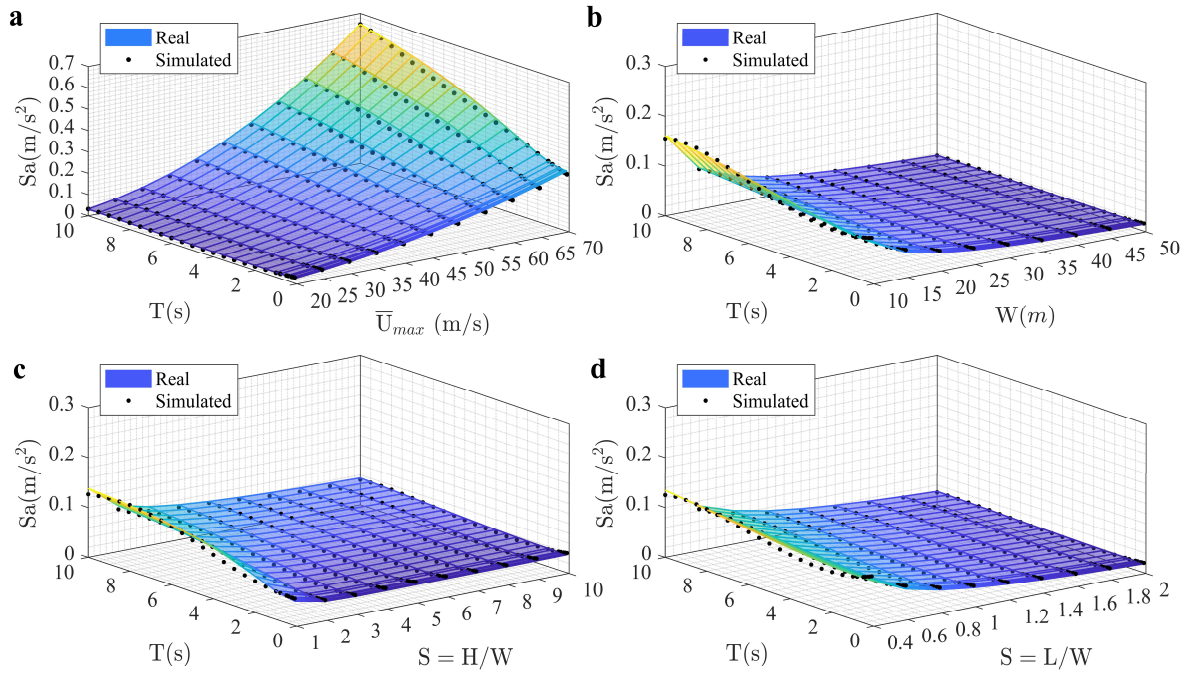 a
Real
Simulated
Sa(m/s²)
0.7
0.6
0.5
0.4
0.3
0.2
0.1
0
10
8
6
4
2
0
T(s)
20 25 30 35 40 45 50 55 60 65 70
U̅max (m/s)
b
Real
Simulated
Sa(m/s²)
0.3
0.2
0.1
0
10
8
6
4
2
0
T(s)
10 15 20 25 30 35 40 45 50
W(m)
c
Real
Simulated
Sa(m/s²)
0.3
0.2
0.1
0
10
8
6
4
2
0
T(s)
1 2 3 4 5 6 7 8 9 10
S = H/W
d
Real
Simulated
Sa(m/s²)
0.3
0.2
0.1
0
10
8
6
4
2
0
T(s)
0.4 0.6 0.8 1 1.2 1.4 1.6 1.8 2
S = L/W